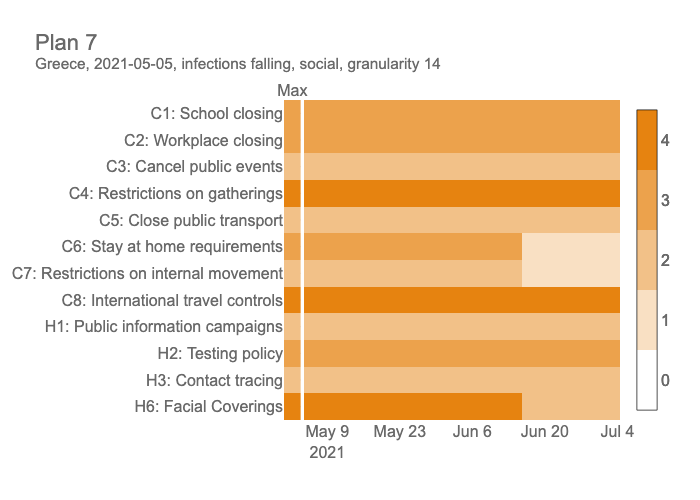 Plan 7
Greece, 2021-05-05, infections falling, social, granularity 14
Max
C1: School closing
C2: Workplace closing
C3: Cancel public events
C4: Restrictions on gatherings
C5: Close public transport
C6: Stay at home requirements
C7: Restrictions on internal movement
C8: International travel controls
H1: Public information campaigns
H2: Testing policy
H3: Contact tracing
H6: Facial Coverings
May 9 May 23 Jun 6 Jun 20 Jul 4
2021
4
3
2
1
0